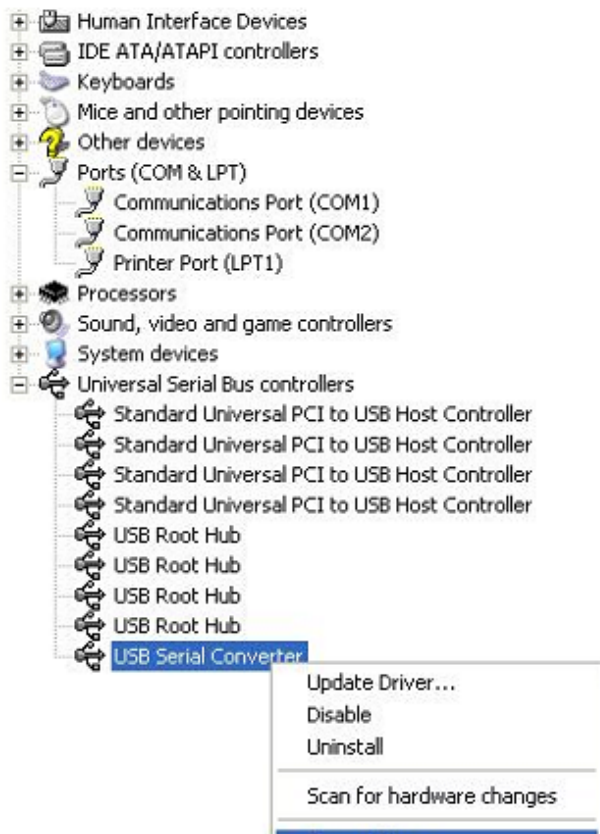 Human Interface Devices
IDE ATA/ATAPI controllers
Keyboards
Mice and other pointing devices
Other devices
Ports (COM & LPT)
Communications Port (COM1)
Communications Port (COM2)
Printer Port (LPT1)
Processors
Sound, video and game controllers
System devices
Universal Serial Bus controllers
Standard Universal PCI to USB Host Controller
Standard Universal PCI to USB Host Controller
Standard Universal PCI to USB Host Controller
Standard Universal PCI to USB Host Controller
USB Root Hub
USB Root Hub
USB Root Hub
USB Root Hub
USB Serial Converter
Update Driver...
Disable
Uninstall
Scan for hardware changes